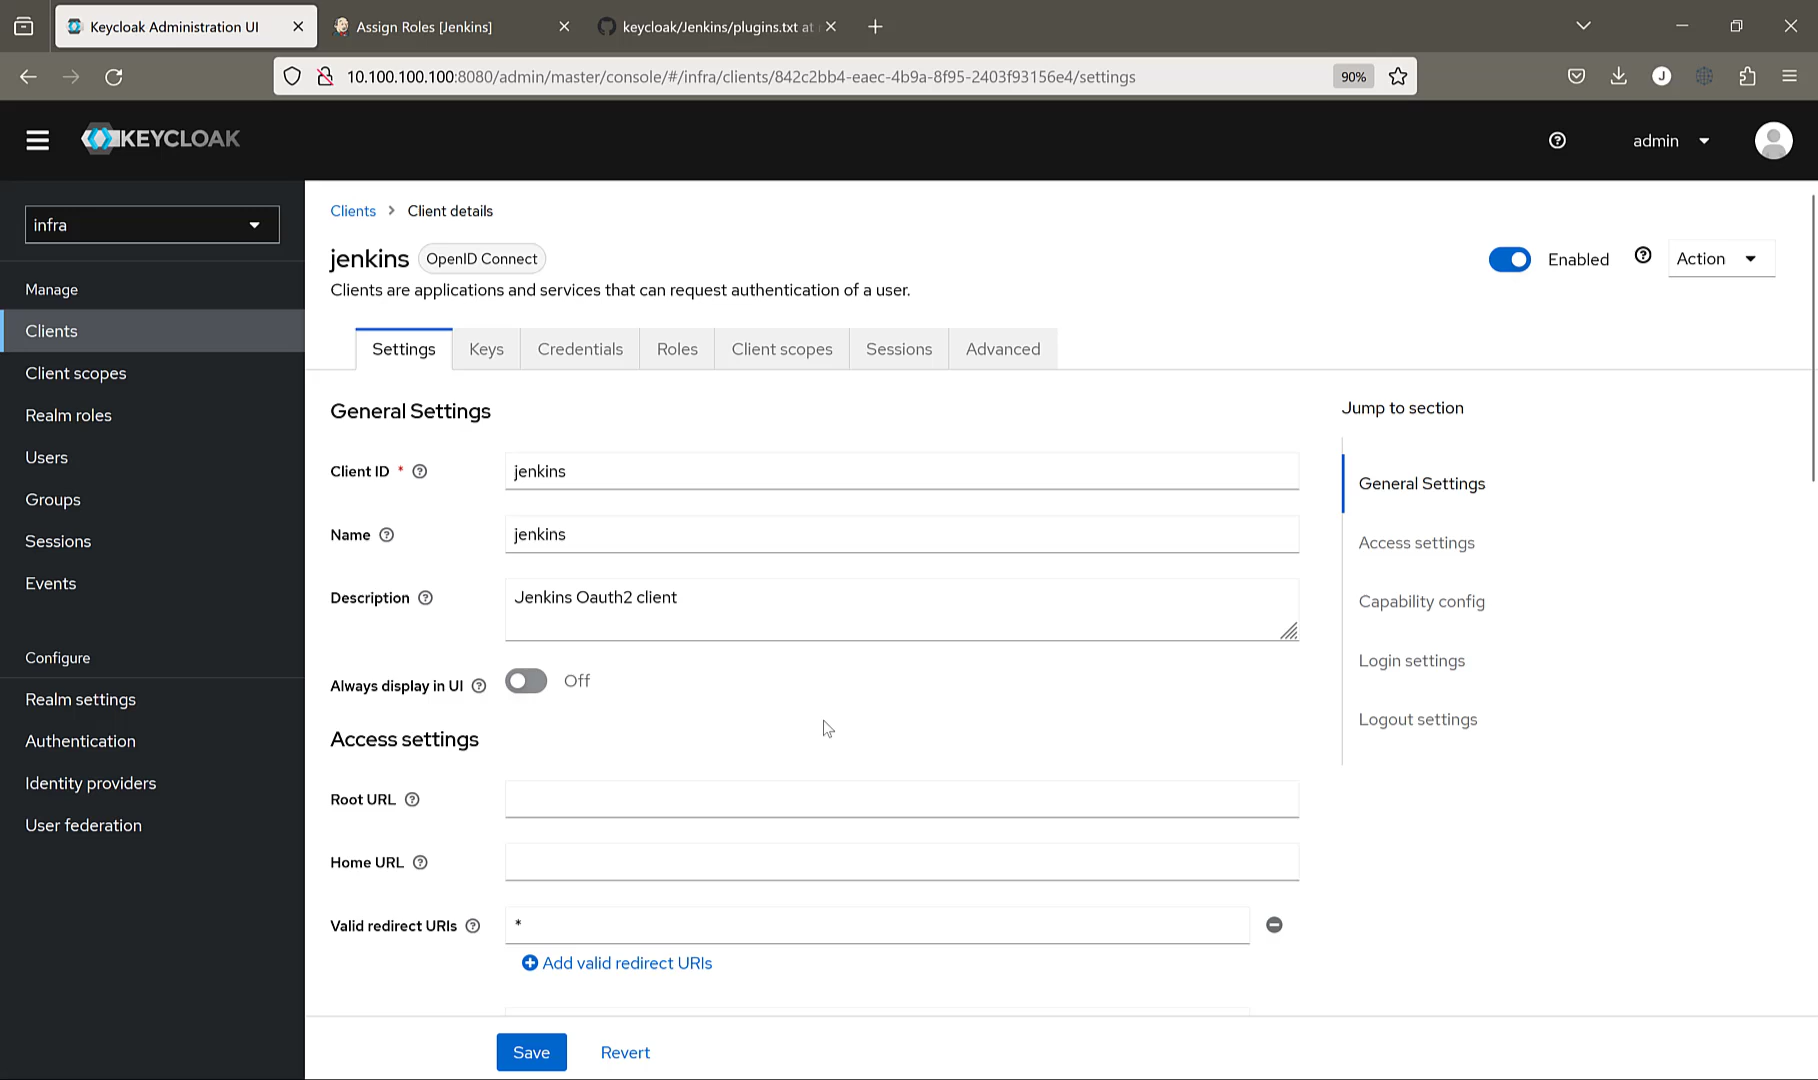 Keycloak Administration UI
Assign Roles [Jenkins]
keycloak/Jenkins/plugins.txt at
10.100.100.100:8080/admin/master/console/#/infra/clients/842c2bb4-eaec-4b9a-8f95-2403f93156e4/settings
90%
J
KEYCLOAK
admin
infra
Manage
Clients
Client scopes
Realm roles
Users
Groups
Sessions
Events
Configure
Realm settings
Authentication
Identity providers
User federation
Clients > Client details
jenkins OpenID Connect
Enabled
Action
Clients are applications and services that can request authentication of a user.
Settings Keys Credentials Roles Client scopes Sessions Advanced
General Settings
Client ID * jenkins
Name jenkins
Description Jenkins Oauth2 client
Always display in UI Off
Access settings
Root URL
Home URL
Valid redirect URIs *
Add valid redirect URIs
Save Revert
Jump to section
General Settings
Access settings
Capability config
Login settings
Logout settings